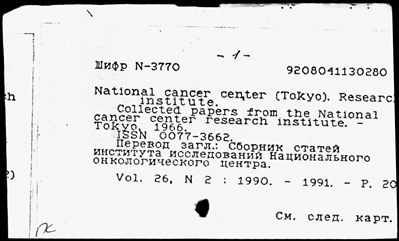 - 1 -
Шифр N-3770 9208041130280
National cancer center (Tokyo). Researc
institute.
Collected papers from the National
cancer center research institute. -
Tokyo, 1966.
ISSN 0077-3662.
Перевод загл.: Сборник статей
института исследований Национального
онкологического центра.
Vol. 26, N 2 : 1990. - 1991. - P. 20
См. след. карт.